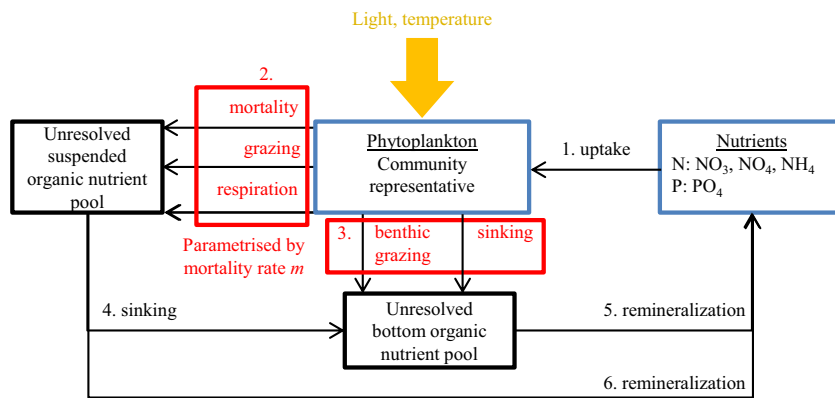 Light, temperature
2.
mortality
grazing
respiration
Parametrised by
mortality rate m
Unresolved
suspended
organic nutrient
pool
Phytoplankton
Community
representative
1. uptake
Nutrients
N: NO3, NO4, NH4
P: PO4
3. benthic
grazing
sinking
4. sinking
Unresolved
bottom organic
nutrient pool
5. remineralization
6. remineralization